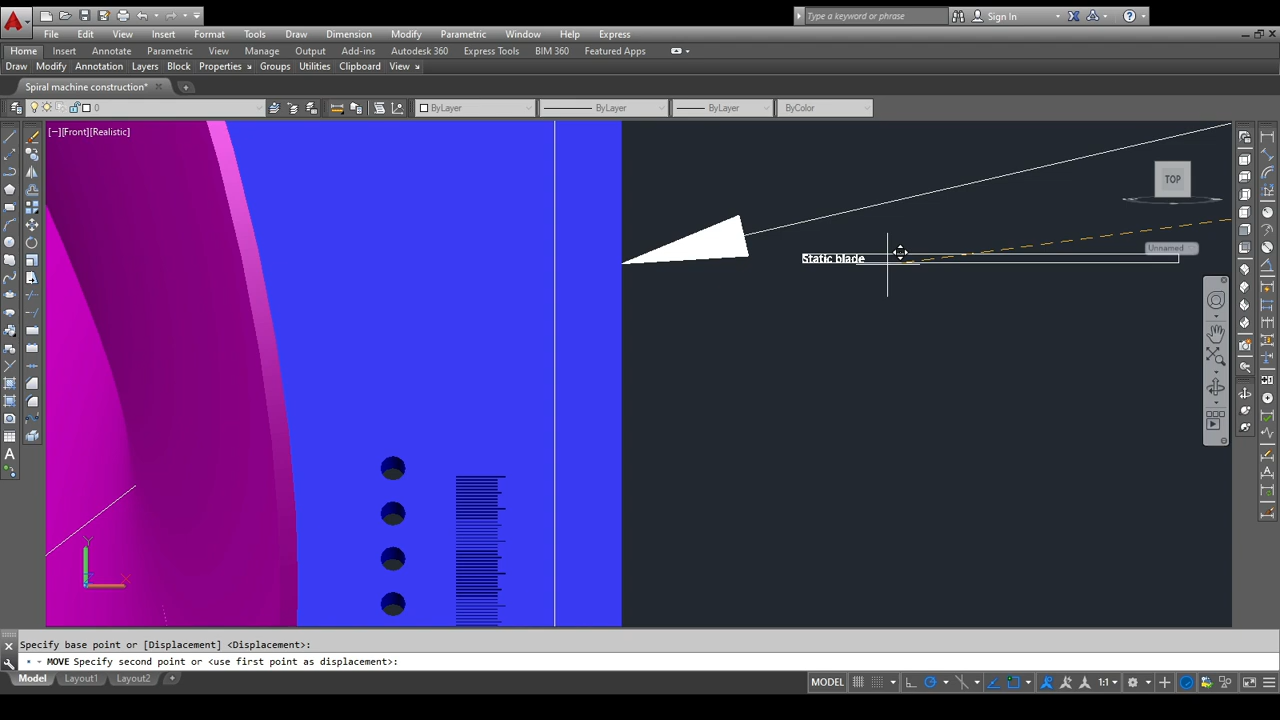 Type a keyword or phrase
Sign In
File Edit View Insert Format Tools Draw Dimension Modify Parametric Window Help Express
Home Insert Annotate Parametric View Manage Output Add-ins Autodesk 360 Express Tools BIM 360 Featured Apps
Draw Modify Annotation Layers Block Properties Groups Utilities Clipboard View
Spiral machine construction*
0 ByLayer ByLayer ByLayer ByColor
[−][Front][Realistic]
TOP
Unnamed
Static blade
Y
X
Specify base point or [Displacement] <Displacement>:
MOVE Specify second point or <use first point as displacement>:
Model Layout1 Layout2 MODEL 1:1